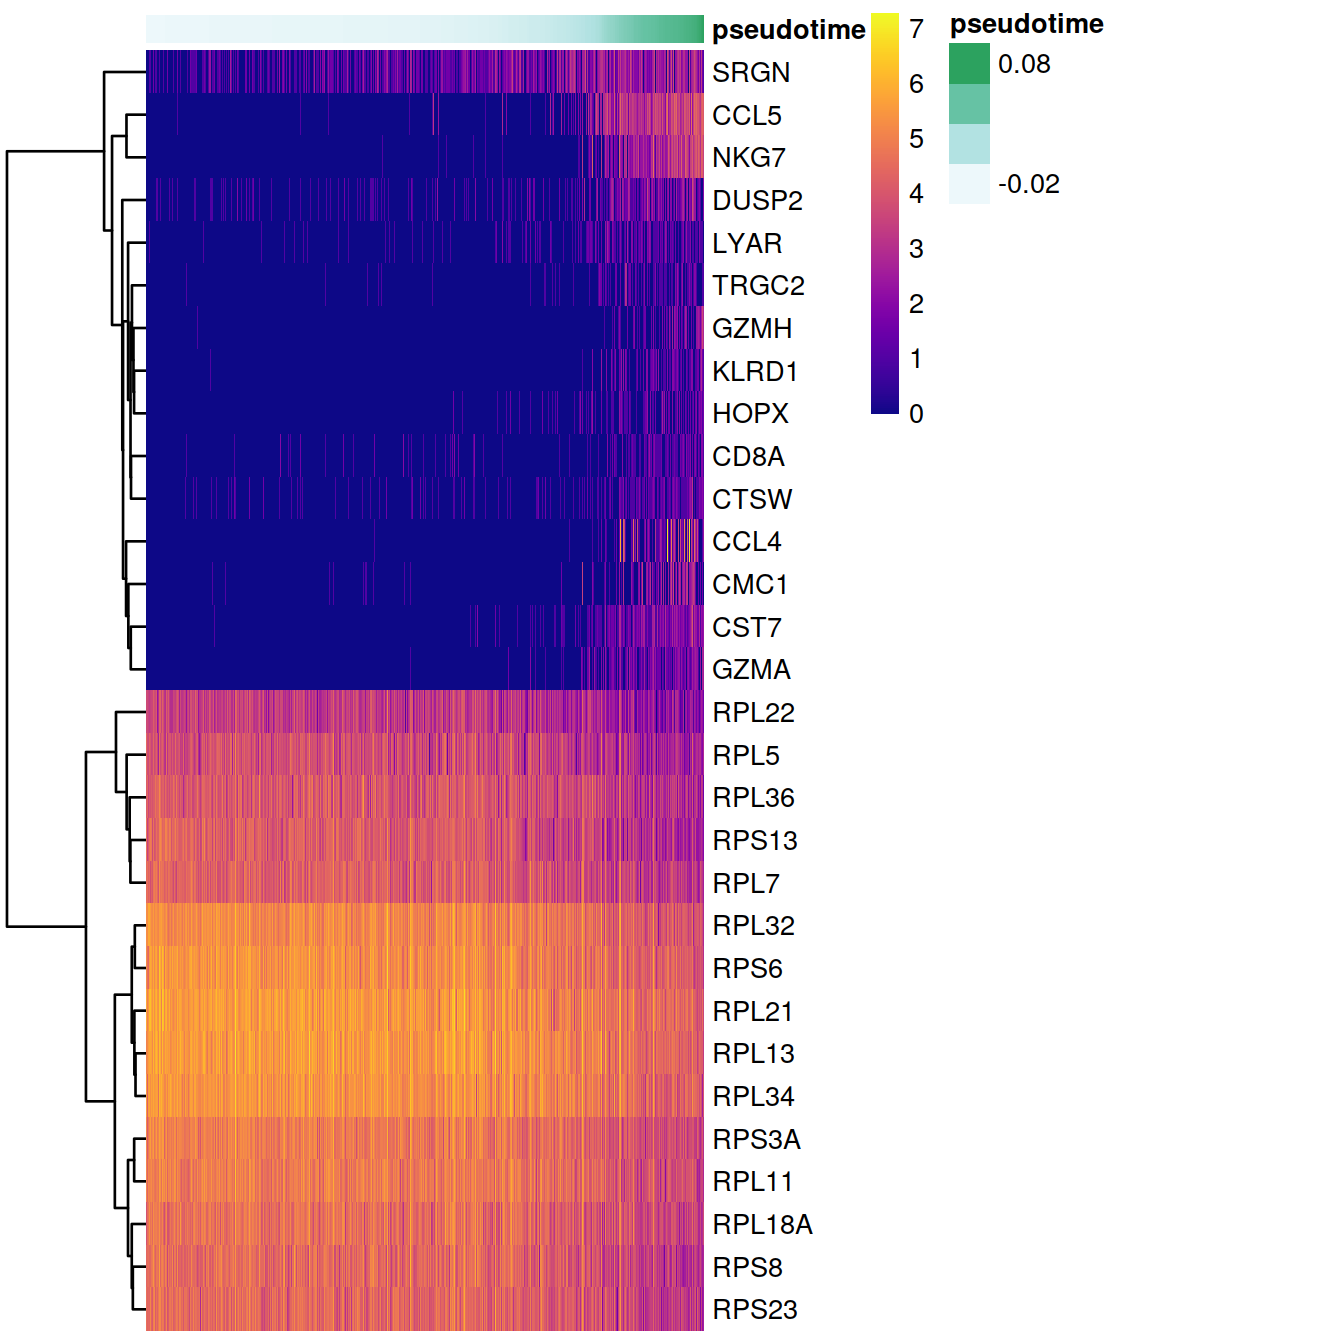 pseudotime
SRGN
CCL5
NKG7
DUSP2
LYAR
TRGC2
GZMH
KLRD1
HOPX
CD8A
CTSW
CCL4
CMC1
CST7
GZMA
RPL22
RPL5
RPL36
RPS13
RPL7
RPL32
RPS6
RPL21
RPL13
RPL34
RPS3A
RPL11
RPL18A
RPS8
RPS23
7
6
5
4
3
2
1
0
pseudotime
0.08
-0.02